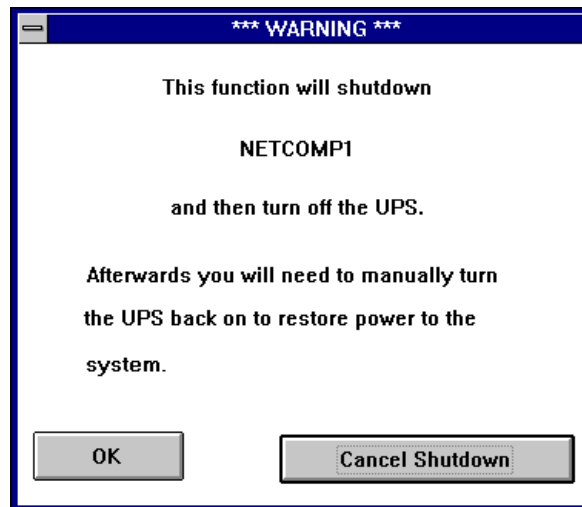 *** WARNING ***
This function will shutdown
NETCOMP1
and then turn off the UPS.
Afterwards you will need to manually turn
the UPS back on to restore power to the
system.
OK
Cancel Shutdown